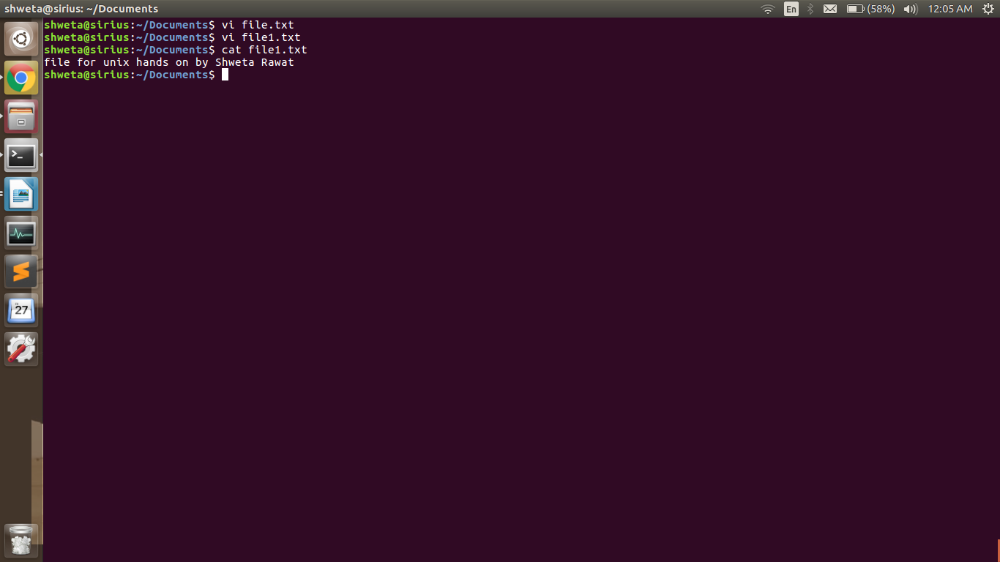 shweta@sirius: ~/Documents
En
(58%)
12:05 AM
shweta@sirius:~/Documents$ vi file.txt
shweta@sirius:~/Documents$ vi file1.txt
shweta@sirius:~/Documents$ cat file1.txt
file for unix hands on by Shweta Rawat
shweta@sirius:~/Documents$
>_
27